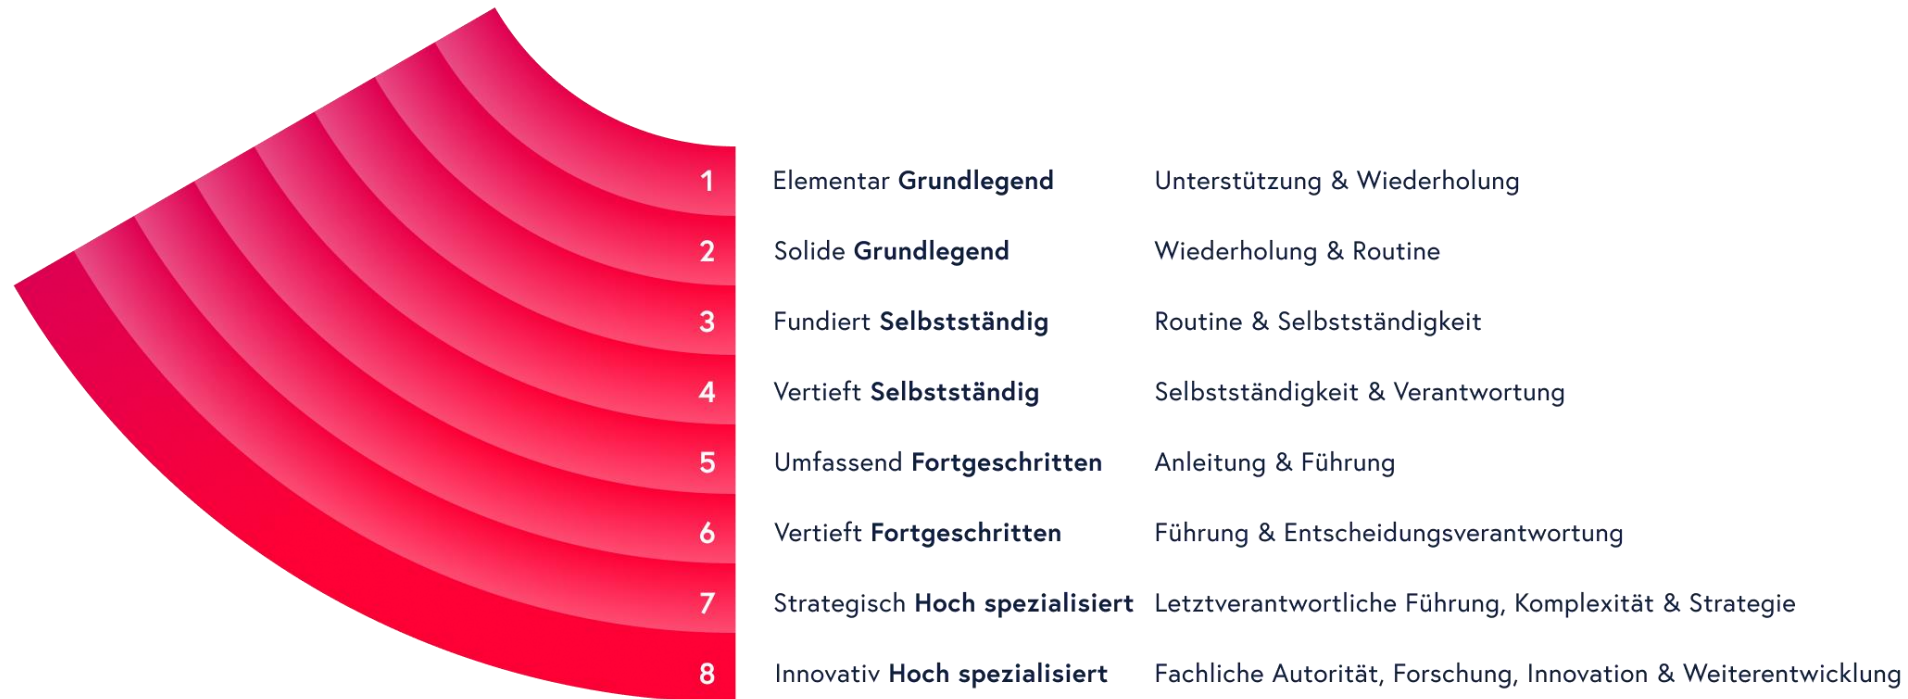 1 Elementar Grundlegend Unterstützung & Wiederholung
2 Solide Grundlegend Wiederholung & Routine
3 Fundiert Selbstständig Routine & Selbstständigkeit
4 Vertieft Selbstständig Selbstständigkeit & Verantwortung
5 Umfassend Fortgeschritten Anleitung & Führung
6 Vertieft Fortgeschritten Führung & Entscheidungsverantwortung
7 Strategisch Hoch spezialisiert Letztverantwortliche Führung, Komplexität & Strategie
8 Innovativ Hoch spezialisiert Fachliche Autorität, Forschung, Innovation & Weiterentwicklung